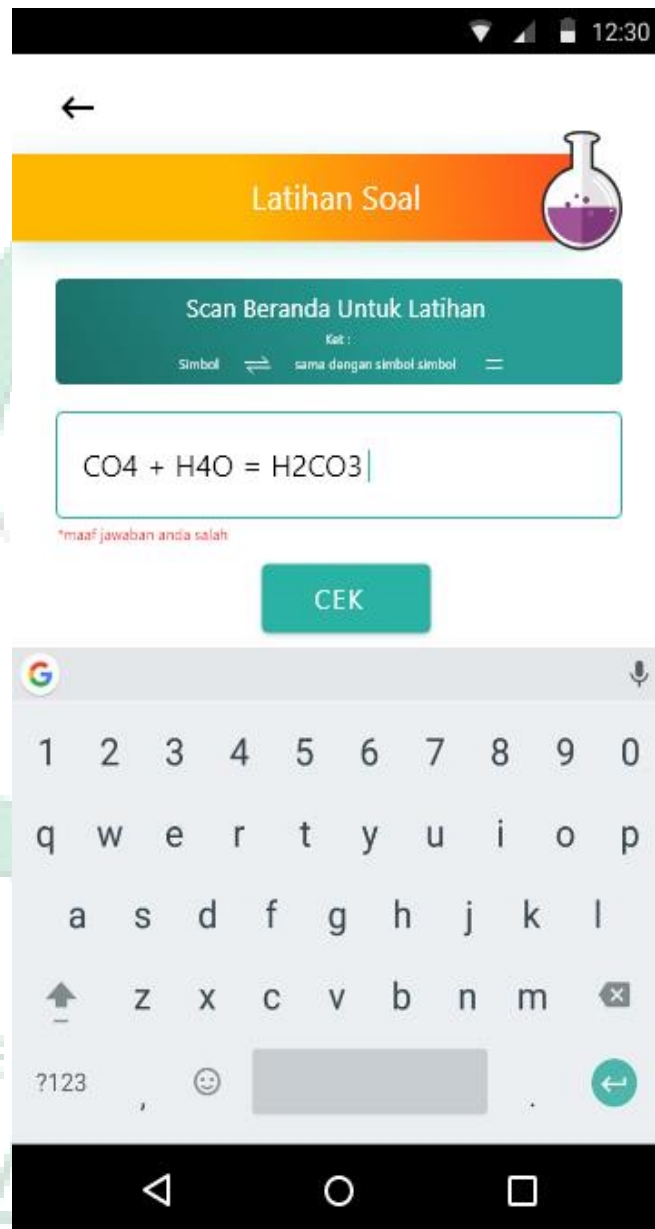 12:30
Latihan Soal
Scan Beranda Untuk Latihan
Ket :
Simbol ⇌ sama dengan simbol simbol =
CO4 + H4O = H2CO3
*maaf jawaban anda salah
CEK
G
1 2 3 4 5 6 7 8 9 0
q w e r t y u i o p
a s d f g h j k l
z x c v b n m
?123 , .